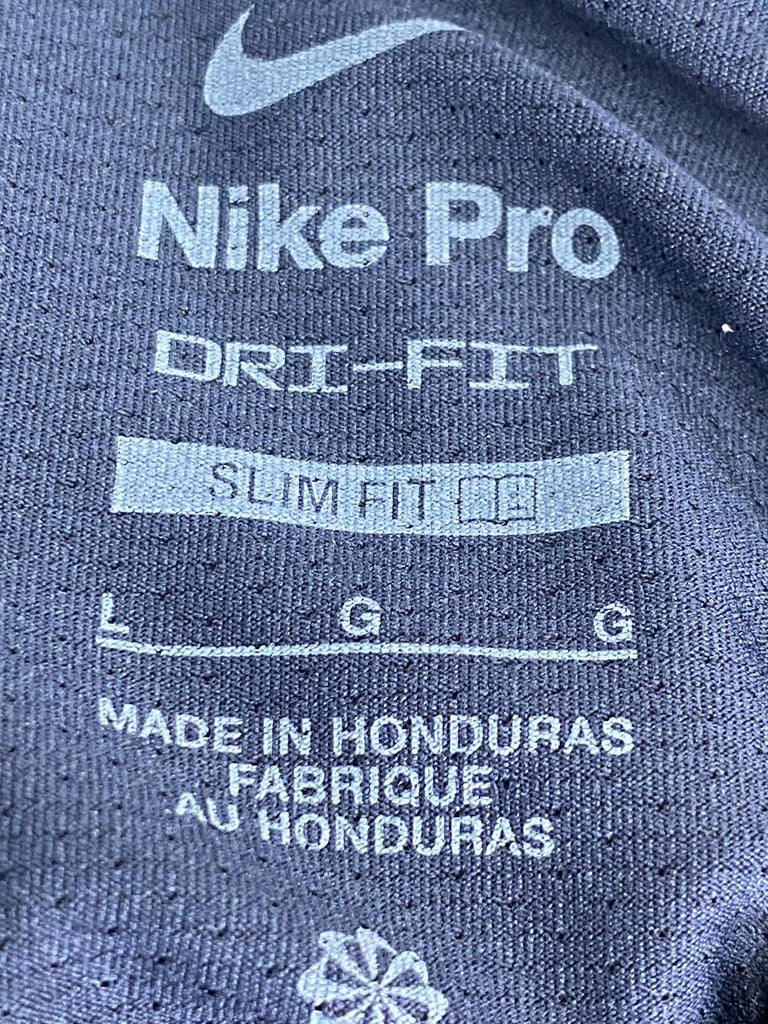 Nike Pro
DRI-FIT
SLIM FIT
L G G
MADE IN HONDURAS
FABRIQUE
AU HONDURAS